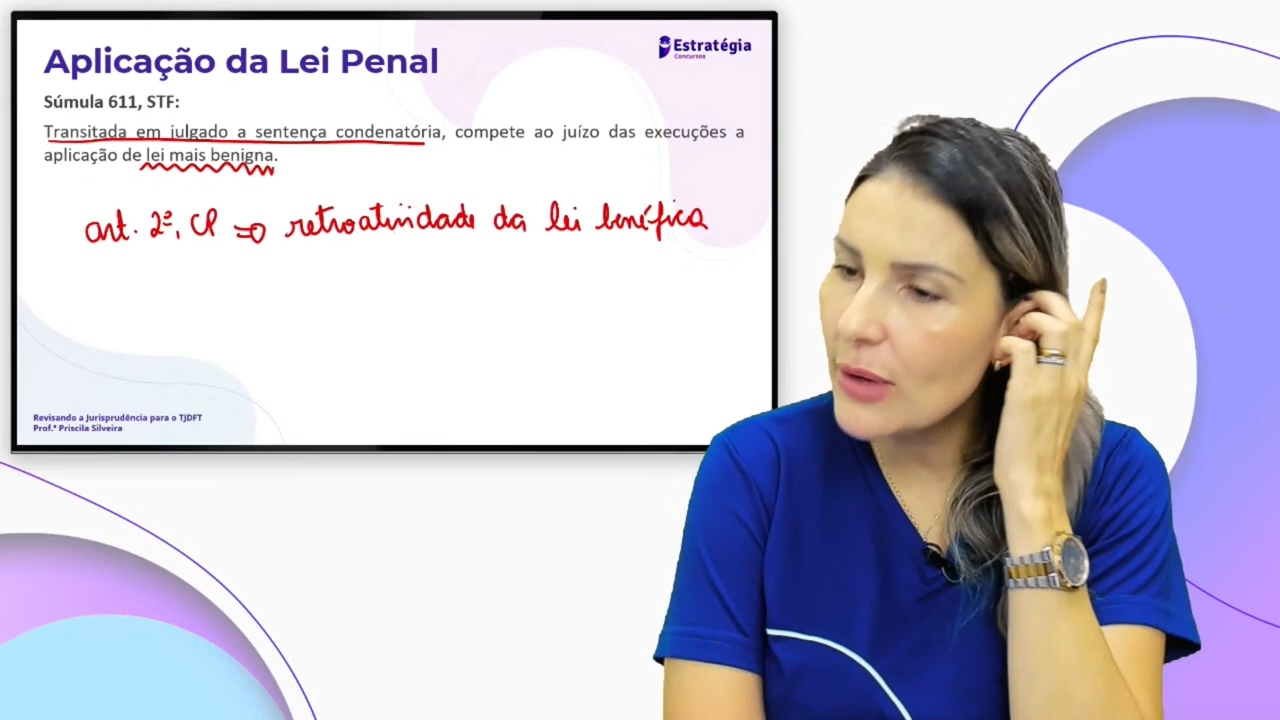 Aplicação da Lei Penal
Estratégia
Concursos
Súmula 611, STF:
Transitada em julgado a sentença condenatória, compete ao juízo das execuções a
aplicação de lei mais benigna.
art. 2º, CP => retroatividade da lei benéfica
Revisando a Jurisprudência para o TJDFT
Prof.ª Priscila Silveira